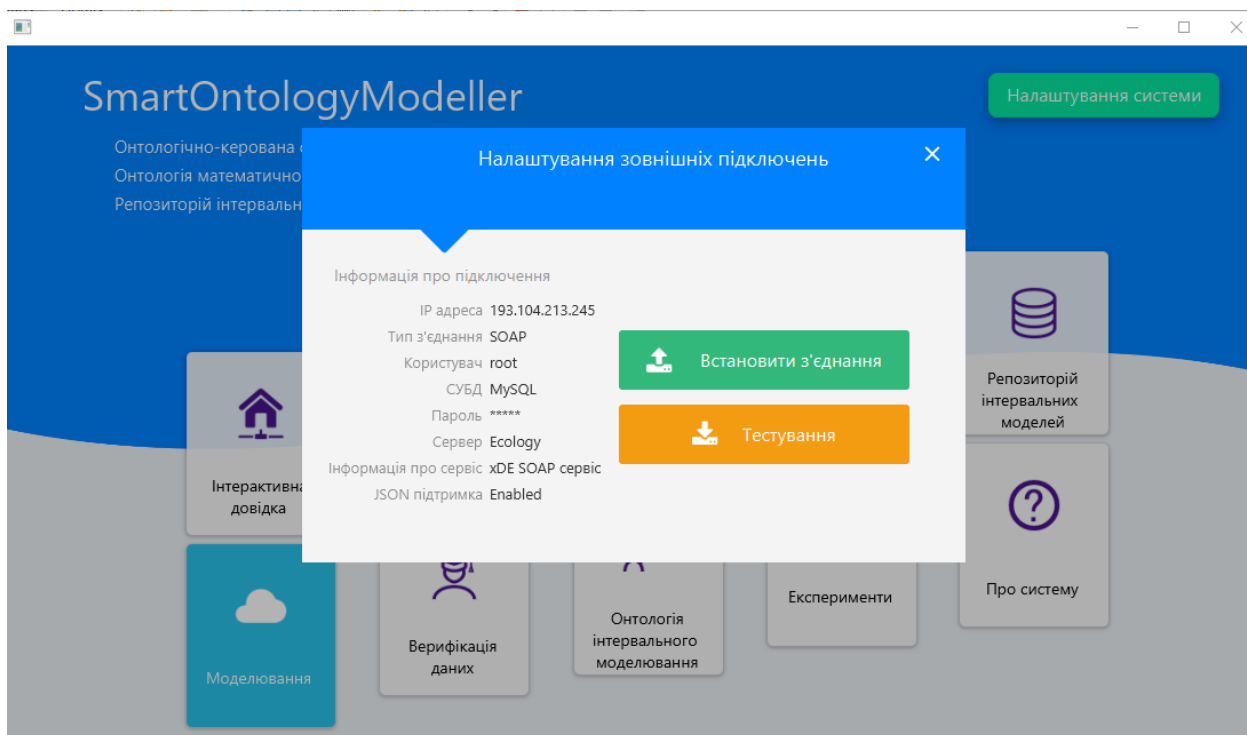 SmartOntologyModeller
Налаштування системи
Онтологічно-керована
Онтологія математично
Репозиторій інтервальн
Налаштування зовнішніх підключень
Інформація про підключення
IP адреса 193.104.213.245
Тип з'єднання SOAP
Користувач root
СУБД MySQL
Пароль *****
Сервер Ecology
Інформація про сервіс xDE SOAP сервіс
JSON підтримка Enabled
Встановити з'єднання
Тестування
Репозиторій
інтервальних
моделей
Інтерактивна
довідка
Моделювання
Верифікація
даних
Онтологія
інтервального
моделювання
Експерименти
Про систему